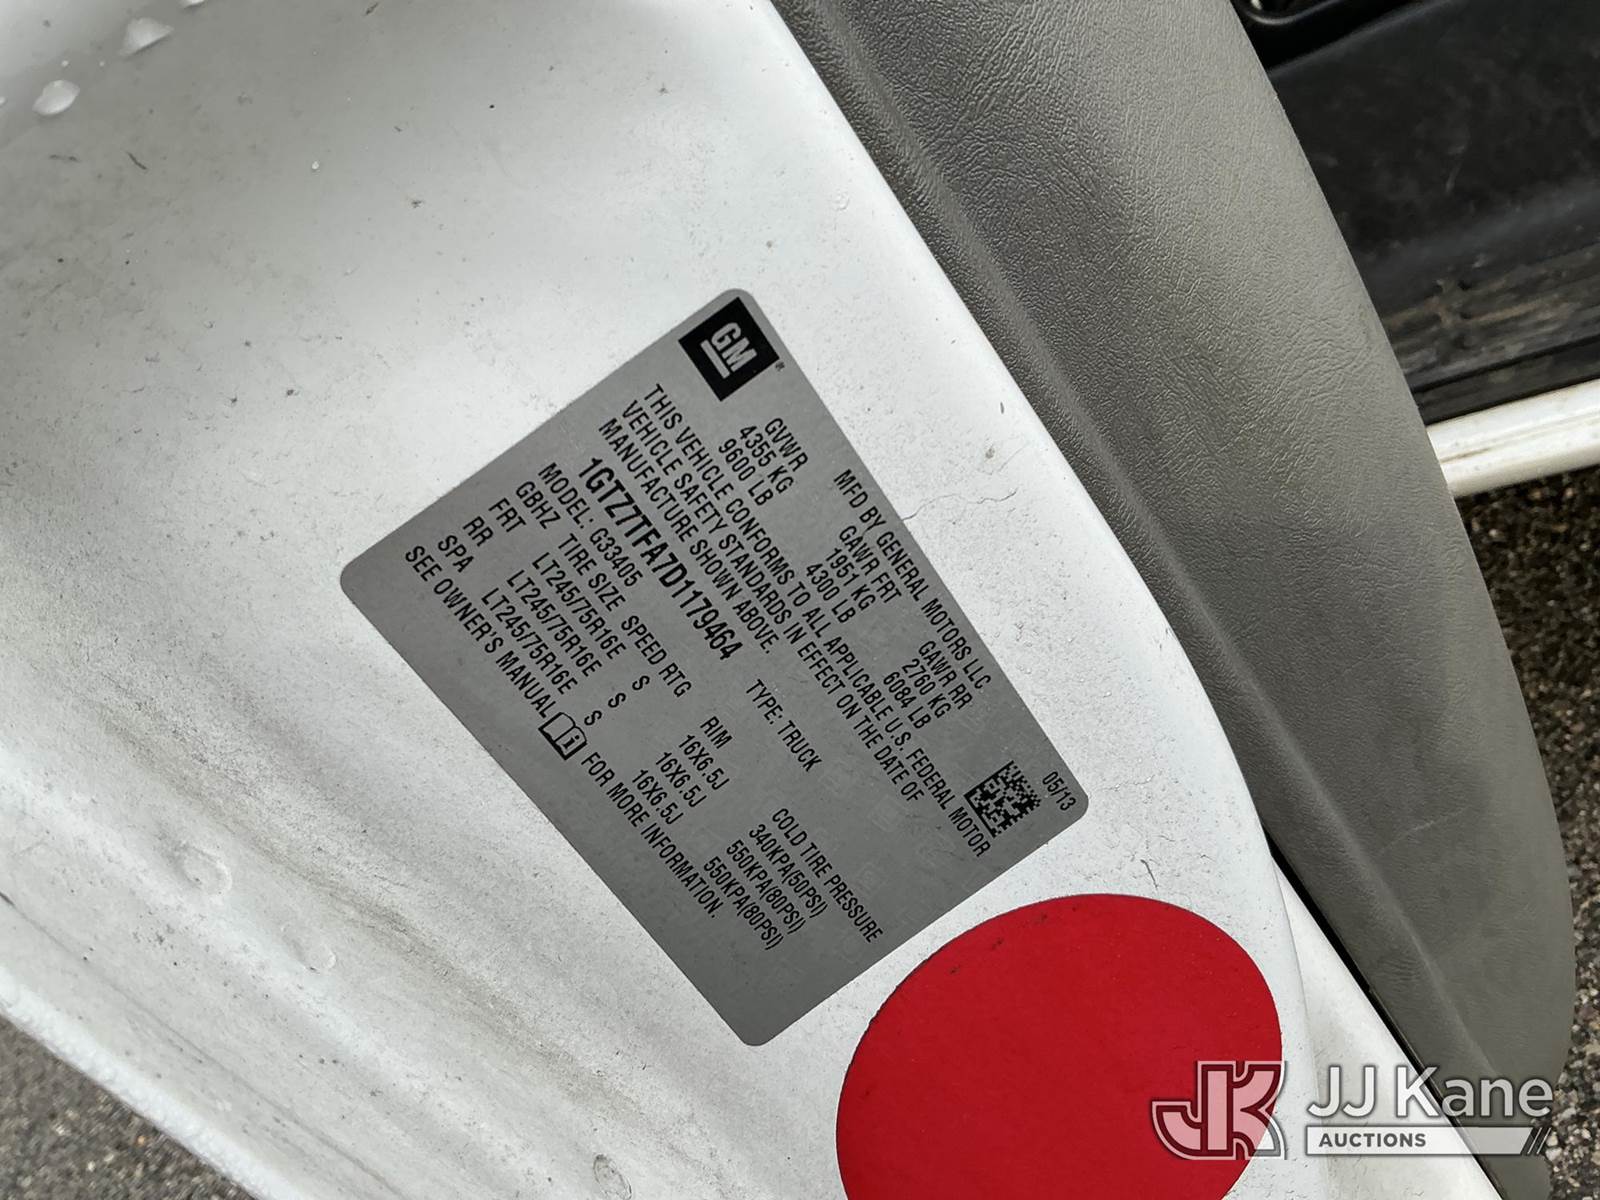 GM
MFD BY GENERAL MOTORS LLC 05/13
GVWR GAWR FRT GAWR RR
4355 KG 1951 KG 2760 KG
9600 LB 4300 LB 6084 LB
THIS VEHICLE CONFORMS TO ALL APPLICABLE U.S. FEDERAL MOTOR
VEHICLE SAFETY STANDARDS IN EFFECT ON THE DATE OF
MANUFACTURE SHOWN ABOVE.
1GTZ7TFA7D1179464 TYPE: TRUCK
MODEL: G33405
GBHZ TIRE SIZE SPEED RTG RIM COLD TIRE PRESSURE
FRT LT245/75R16E S 16X6.5J 340KPA(50PSI)
RR LT245/75R16E S 16X6.5J 550KPA(80PSI)
SPA LT245/75R16E S 16X6.5J 550KPA(80PSI)
SEE OWNER'S MANUAL FOR MORE INFORMATION.
JK JJ Kane
AUCTIONS